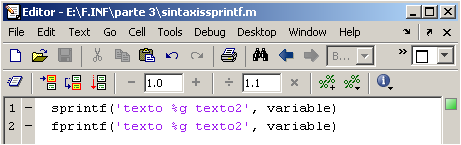 Editor - E:\F.INF\parte 3\sintaxissprintf.m
File Edit Text Go Cell Tools Debug Desktop Window Help
B... »
- 1.0 + ÷ 1.1 ×
1 - sprintf('texto %g texto2', variable)
2 - fprintf('texto %g texto2', variable)